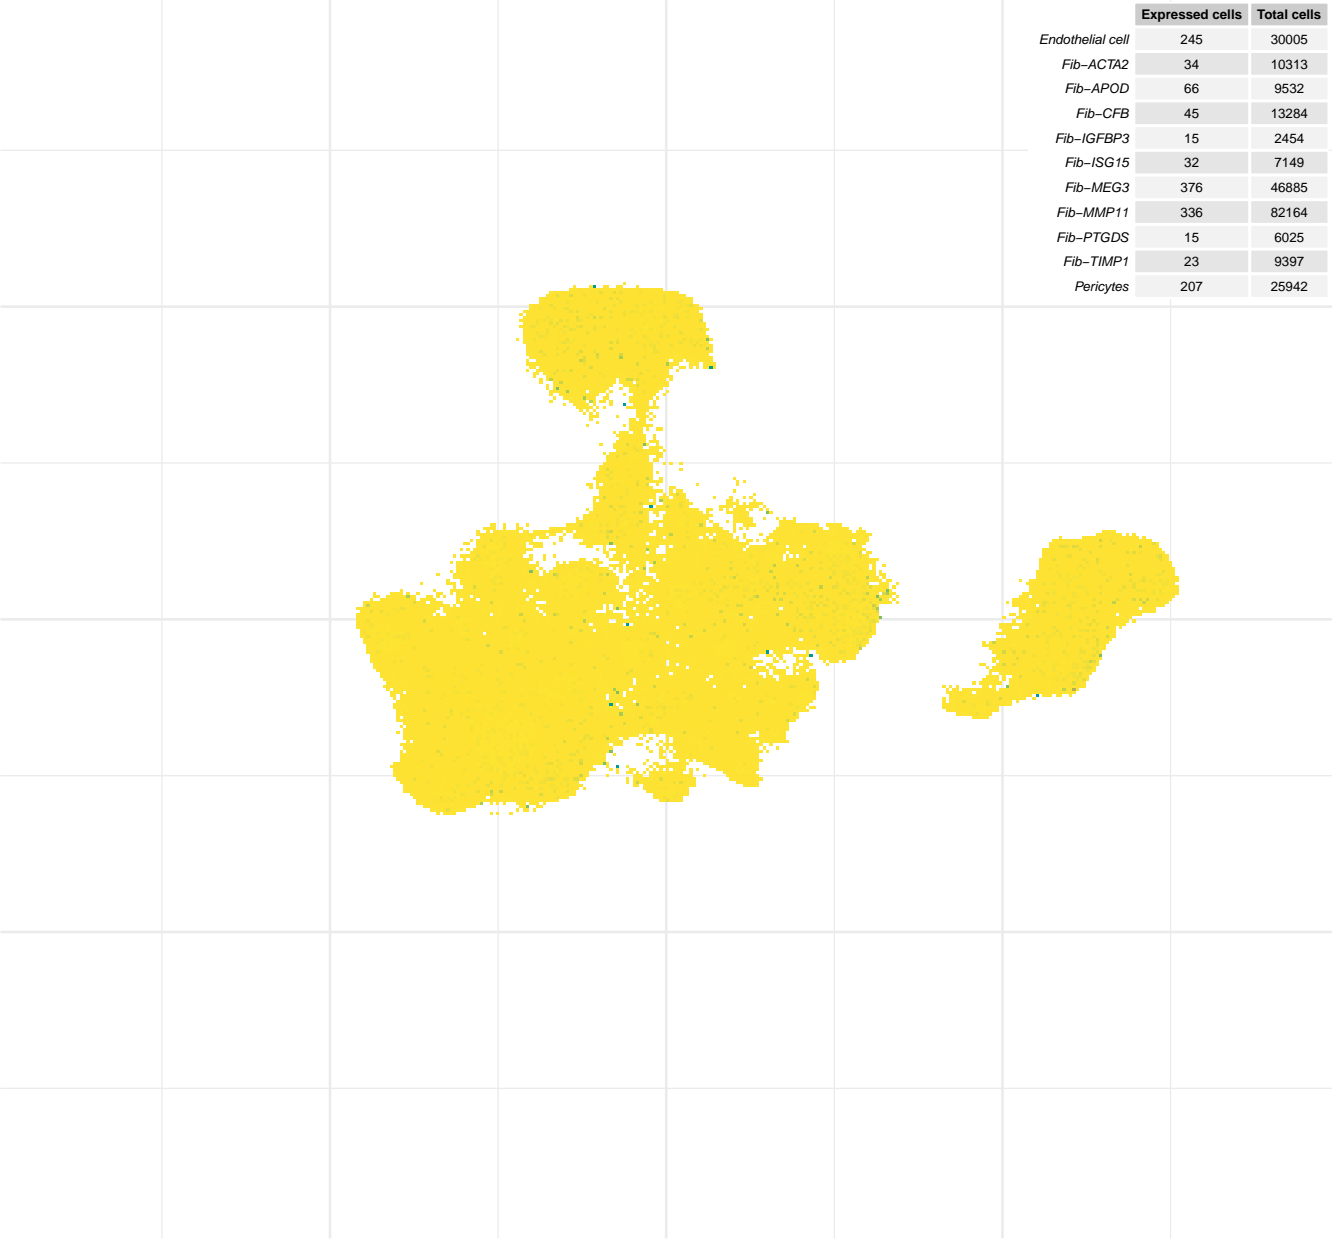 Expressed cells Total cells
Endothelial cell 245 30005
Fib−ACTA2 34 10313
Fib−APOD 66 9532
Fib−CFB 45 13284
Fib−IGFBP3 15 2454
Fib−ISG15 32 7149
Fib−MEG3 376 46885
Fib−MMP11 336 82164
Fib−PTGDS 15 6025
Fib−TIMP1 23 9397
Pericytes 207 25942